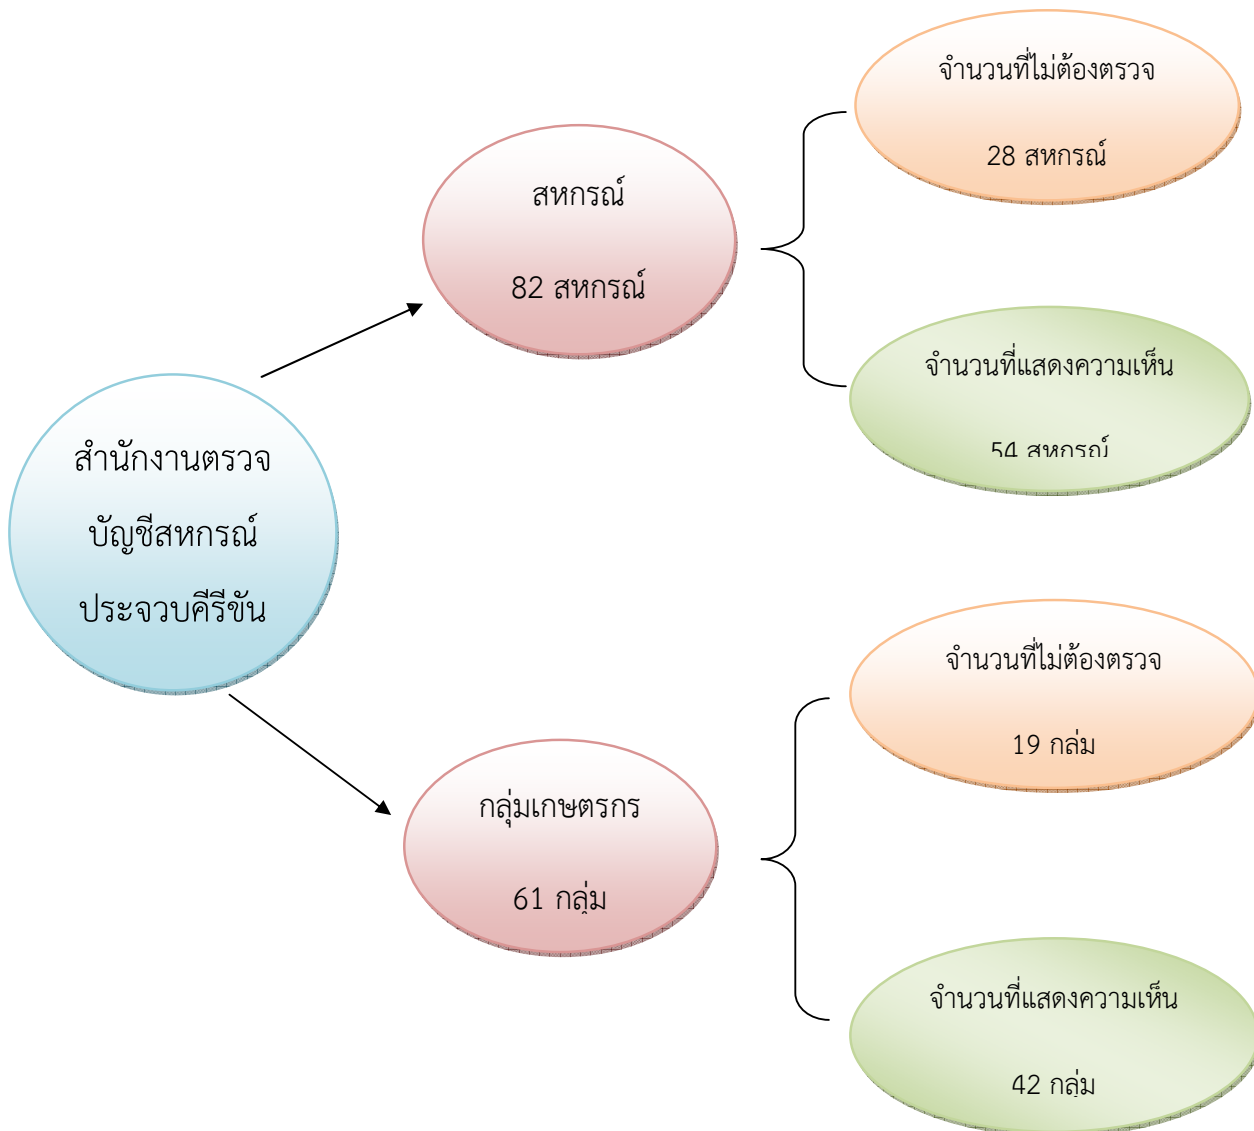 สำนักงานตรวจ
บัญชีสหกรณ์
ประจวบคีรีขัน
สหกรณ์
82 สหกรณ์
จำนวนที่ไม่ต้องตรวจ
28 สหกรณ์
จำนวนที่แสดงความเห็น
54 สหกรณ์
กลุ่มเกษตรกร
61 กลุ่ม
จำนวนที่ไม่ต้องตรวจ
19 กลุ่ม
จำนวนที่แสดงความเห็น
42 กลุ่ม